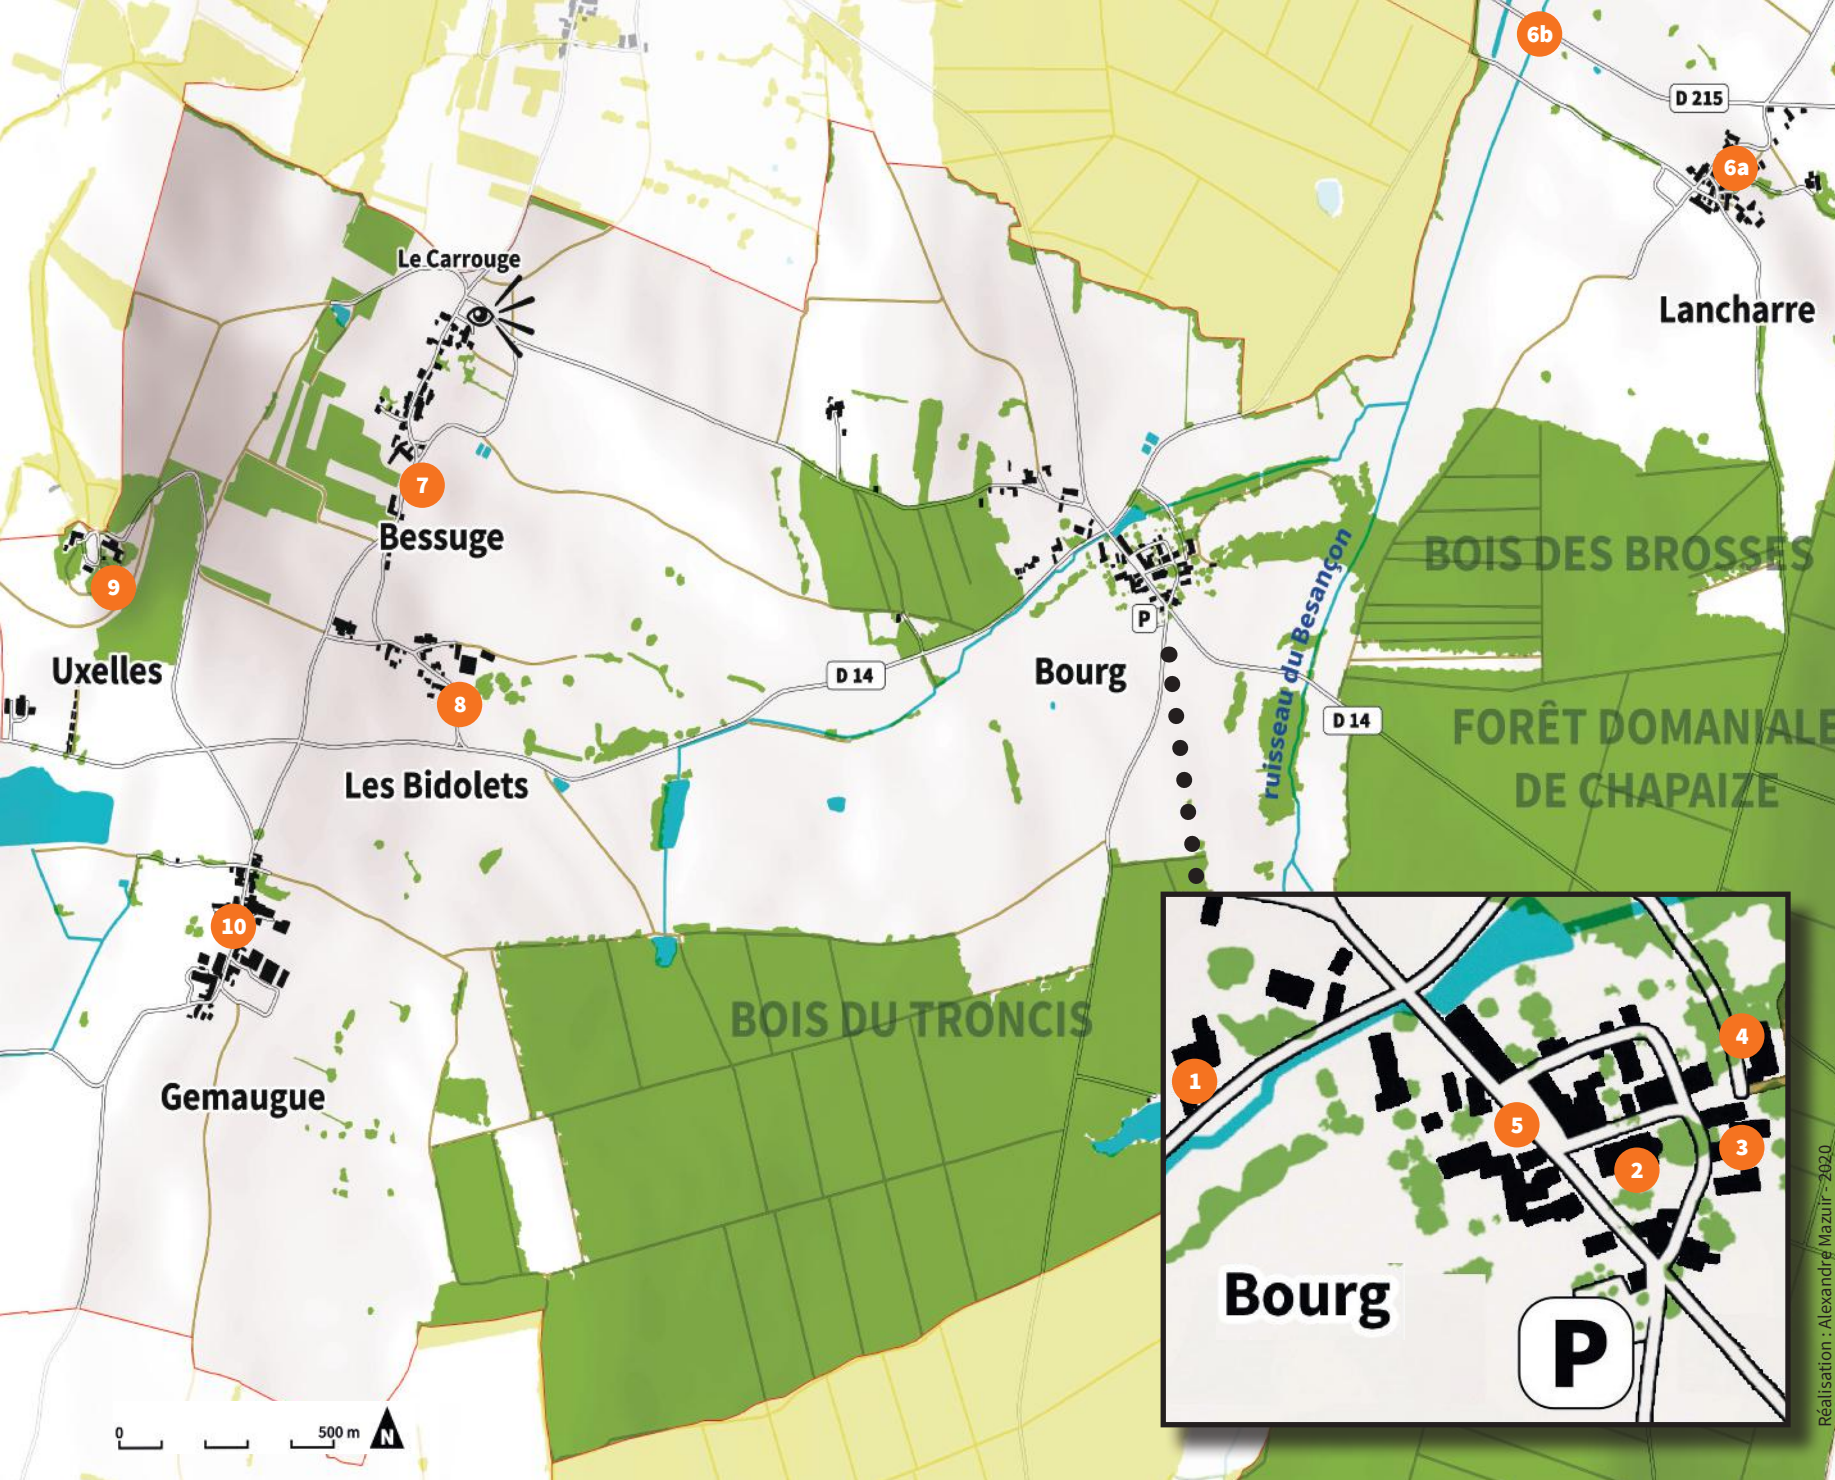 6b
D 215
6a
Le Carrouge
Lancharre
7
Bessuge
BOIS DES BROSSES
9
P
Uxelles
D 14
Bourg
ruisseau du Besançon
8
D 14
FORÊT DOMANIALE
DE CHAPAIZE
Les Bidolets
10
BOIS DU TRONCIS
Gemaugue
4
1
5
3
2
Bourg
P
0
500 m
N
Réalisation : Alexandre Mazuir - 2020